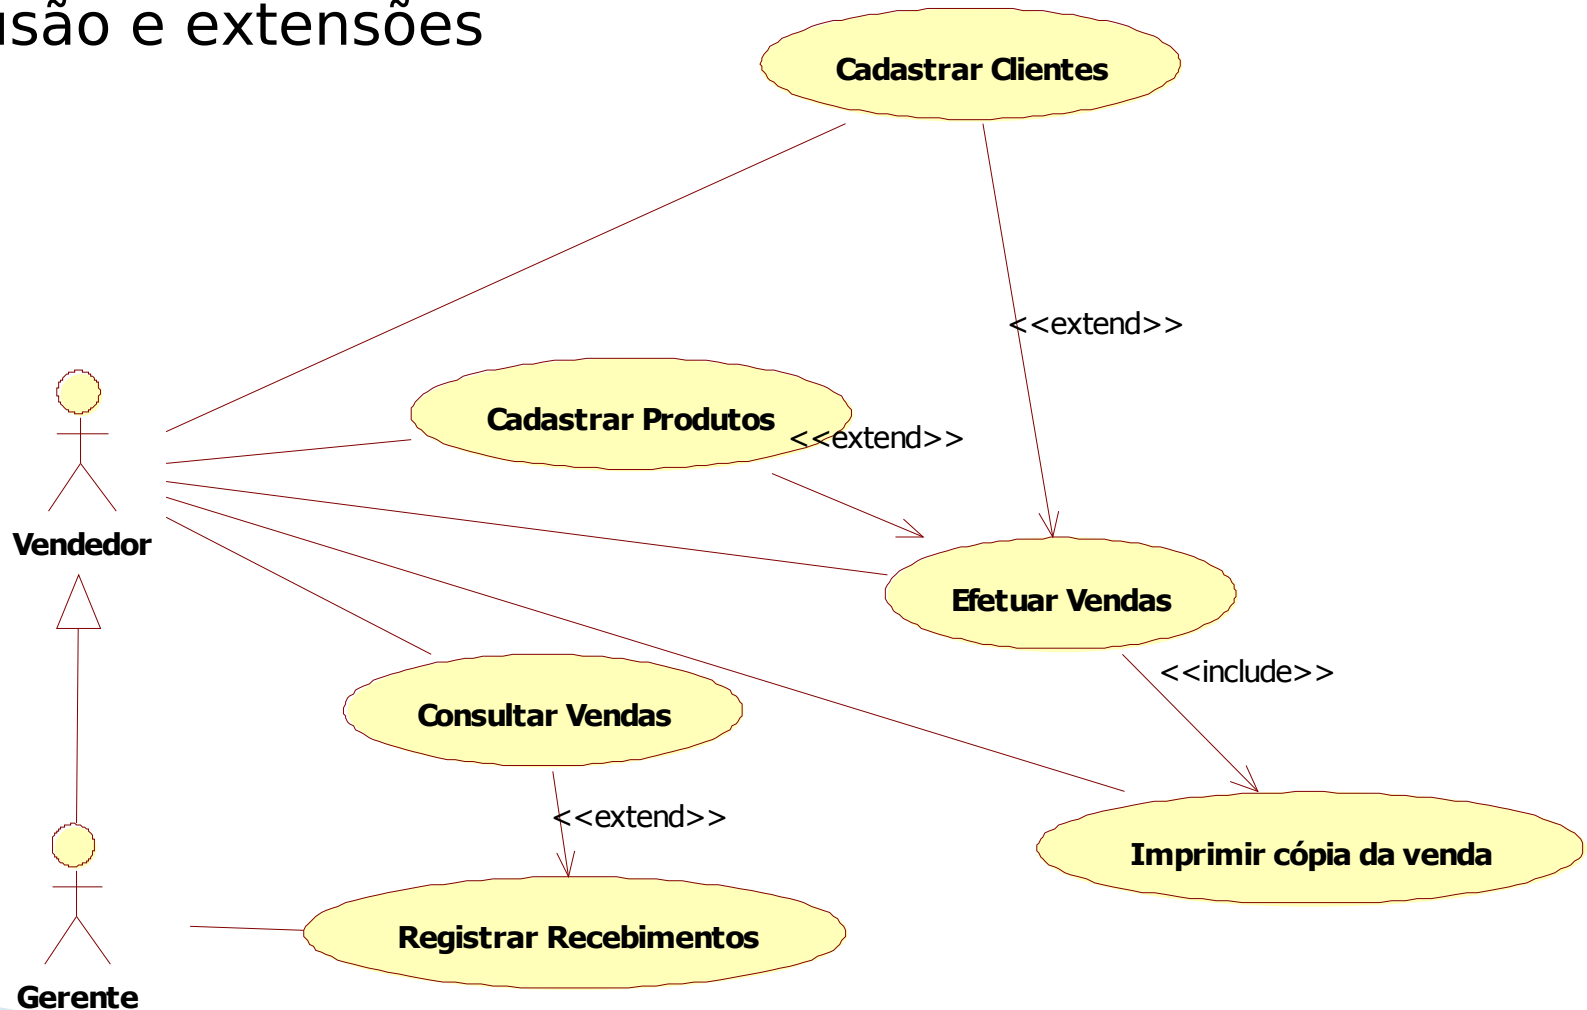 usão e extensões
Cadastrar Clientes
<<extend>>
Cadastrar Produtos
<<extend>>
Vendedor
Efetuar Vendas
<<include>>
Consultar Vendas
<<extend>>
Imprimir cópia da venda
Registrar Recebimentos
Gerente